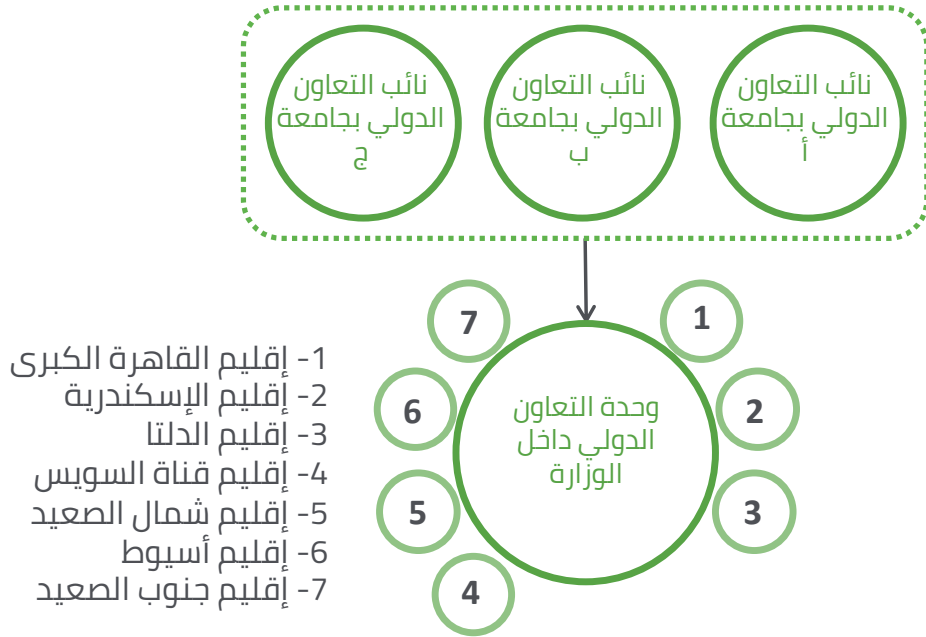 نائب التعاون
الدولي بجامعة
أ
نائب التعاون
الدولي بجامعة
ب
نائب التعاون
الدولي بجامعة
ج
1
2
3
4
5
6
7
وحدة التعاون
الدولي داخل
الوزارة
1- إقليم القاهرة الكبرى
2- إقليم الإسكندرية
3- إقليم الدلتا
4- إقليم قناة السويس
5- إقليم شمال الصعيد
6- إقليم أسيوط
7- إقليم جنوب الصعيد